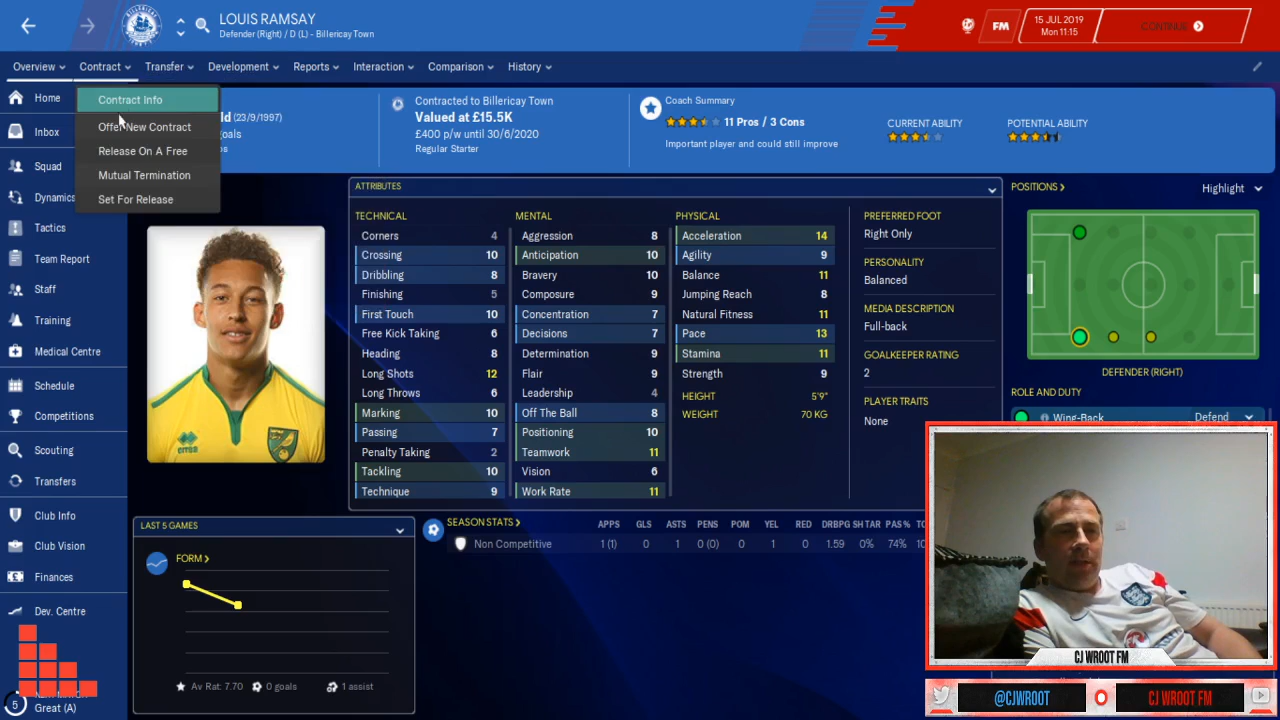 LOUIS RAMSAY
Defender (Right) / D (L) - Billericay Town
FM
15 JUL 2019
Mon 11:15
CONTINUE
Overview
Contract
Transfer
Development
Reports
Interaction
Comparison
History
Home
Inbox
Squad
Dynamics
Tactics
Team Report
Staff
Training
Medical Centre
Schedule
Competitions
Scouting
Transfers
Club Info
Club Vision
Finances
Dev. Centre
Great (A)
5
Contract Info
Offer New Contract
Release On A Free
Mutual Termination
Set For Release
(23/9/1997)
Contracted to Billericay Town
Valued at £15.5K
£400 p/w until 30/6/2020
Regular Starter
Coach Summary
11 Pros / 3 Cons
Important player and could still improve
CURRENT ABILITY
POTENTIAL ABILITY
ATTRIBUTES
TECHNICAL
Corners 4
Crossing 10
Dribbling 8
Finishing 5
First Touch 10
Free Kick Taking 6
Heading 8
Long Shots 12
Long Throws 6
Marking 10
Passing 7
Penalty Taking 2
Tackling 10
Technique 9
MENTAL
Aggression 8
Anticipation 10
Bravery 10
Composure 9
Concentration 7
Decisions 7
Determination 9
Flair 9
Leadership 4
Off The Ball 8
Positioning 10
Teamwork 11
Vision 6
Work Rate 11
PHYSICAL
Acceleration 14
Agility 9
Balance 11
Jumping Reach 8
Natural Fitness 11
Pace 13
Stamina 11
Strength 9
HEIGHT 5'9"
WEIGHT 70 KG
PREFERRED FOOT
Right Only
PERSONALITY
Balanced
MEDIA DESCRIPTION
Full-back
GOALKEEPER RATING
2
PLAYER TRAITS
None
POSITIONS
Highlight
DEFENDER (RIGHT)
ROLE AND DUTY
Wing-Back
Defend
LAST 5 GAMES
FORM
Av Rat: 7.70
0 goals
1 assist
SEASON STATS APPS GLS ASTS PENS POM YEL RED DRBPG SH TAR PAS%
Non Competitive 1 (1) 0 1 0 (0) 0 1 0 1.59 0% 74%
CJ WROOT FM
@CJWROOT
CJ WROOT FM